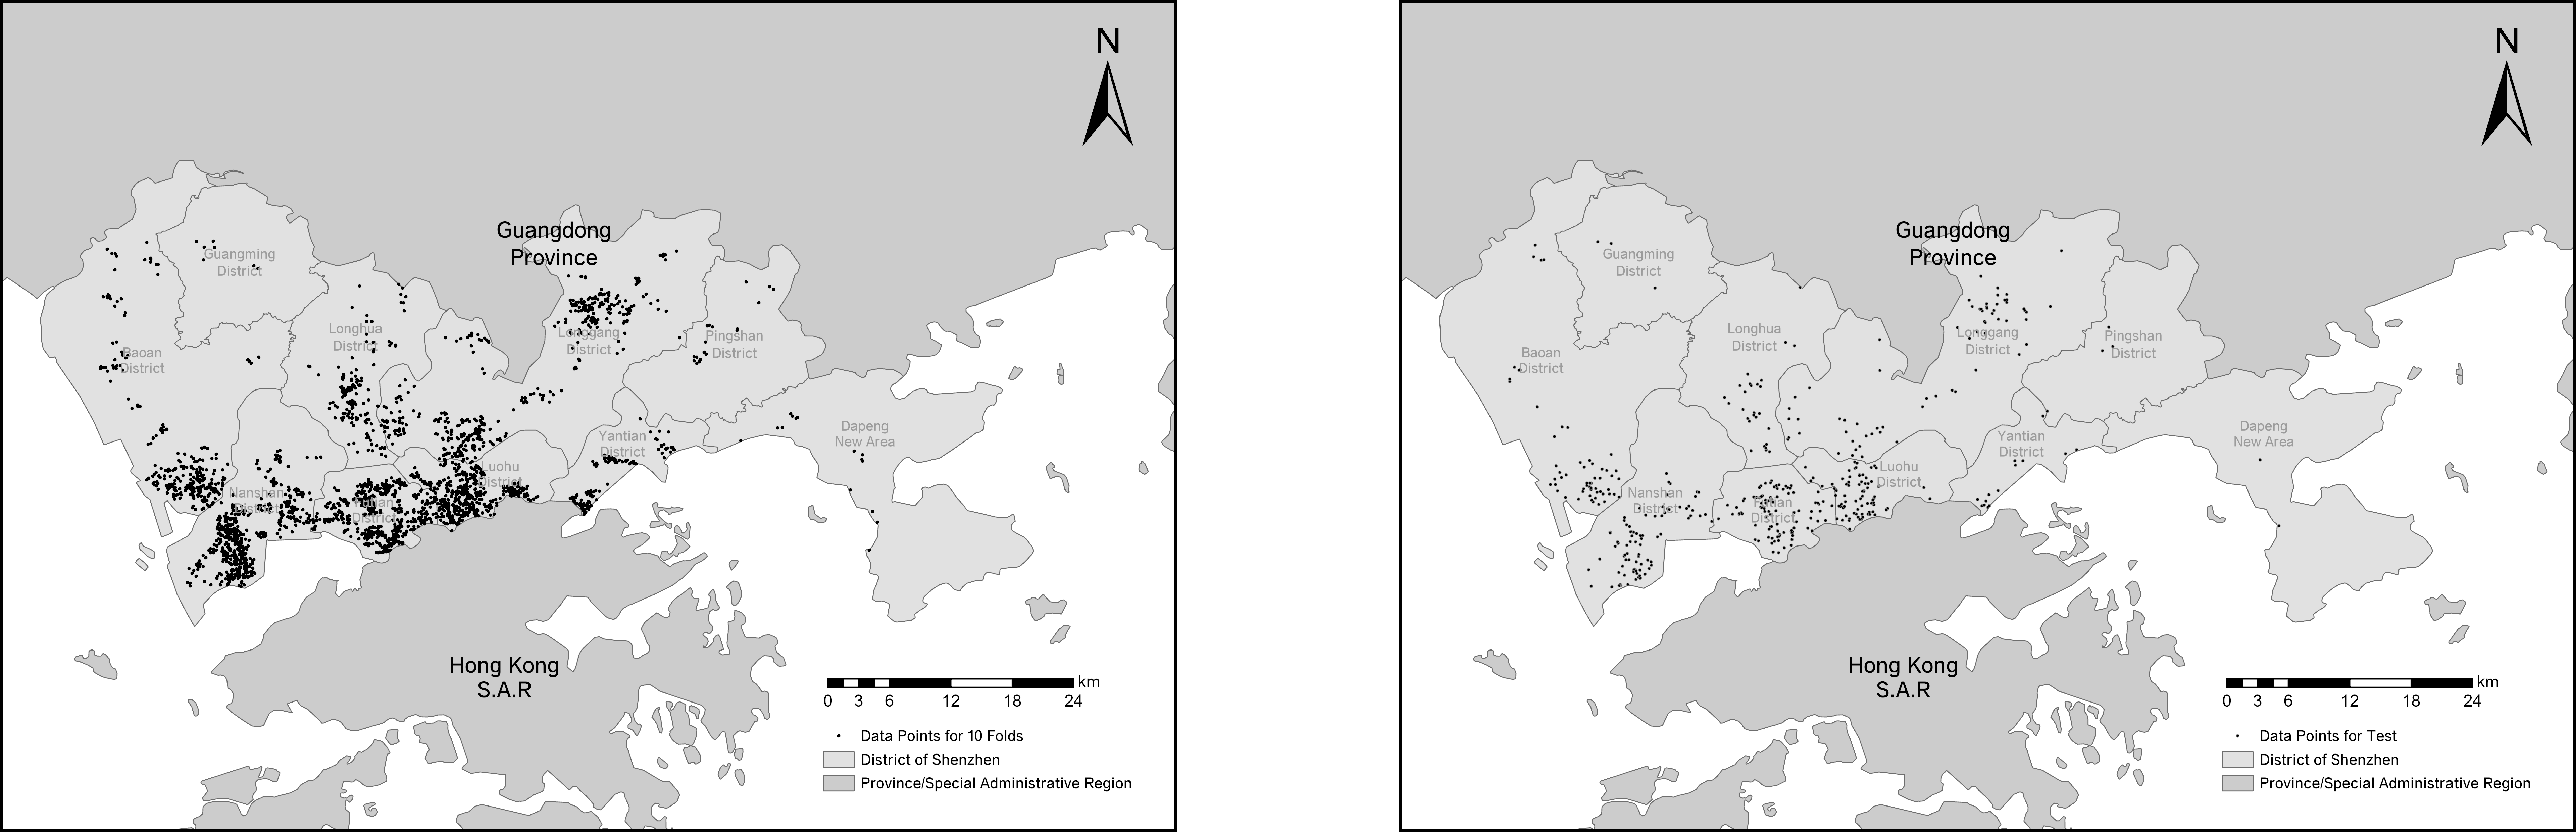 N
Guangdong
Province
Guangming
District
Longhua
District
Longgang
District
Pingshan
District
Baoan
District
Dapeng
New Area
Yantian
District
Luohu
District
Nanshan
District
Futian
District
Hong Kong
S.A.R
km
0 3 6 12 18 24
Data Points for 10 Folds
District of Shenzhen
Province/Special Administrative Region
N
Guangdong
Province
Guangming
District
Longhua
District
Longgang
District
Pingshan
District
Baoan
District
Dapeng
New Area
Yantian
District
Luohu
District
Nanshan
District
Futian
District
Hong Kong
S.A.R
km
0 3 6 12 18 24
Data Points for Test
District of Shenzhen
Province/Special Administrative Region